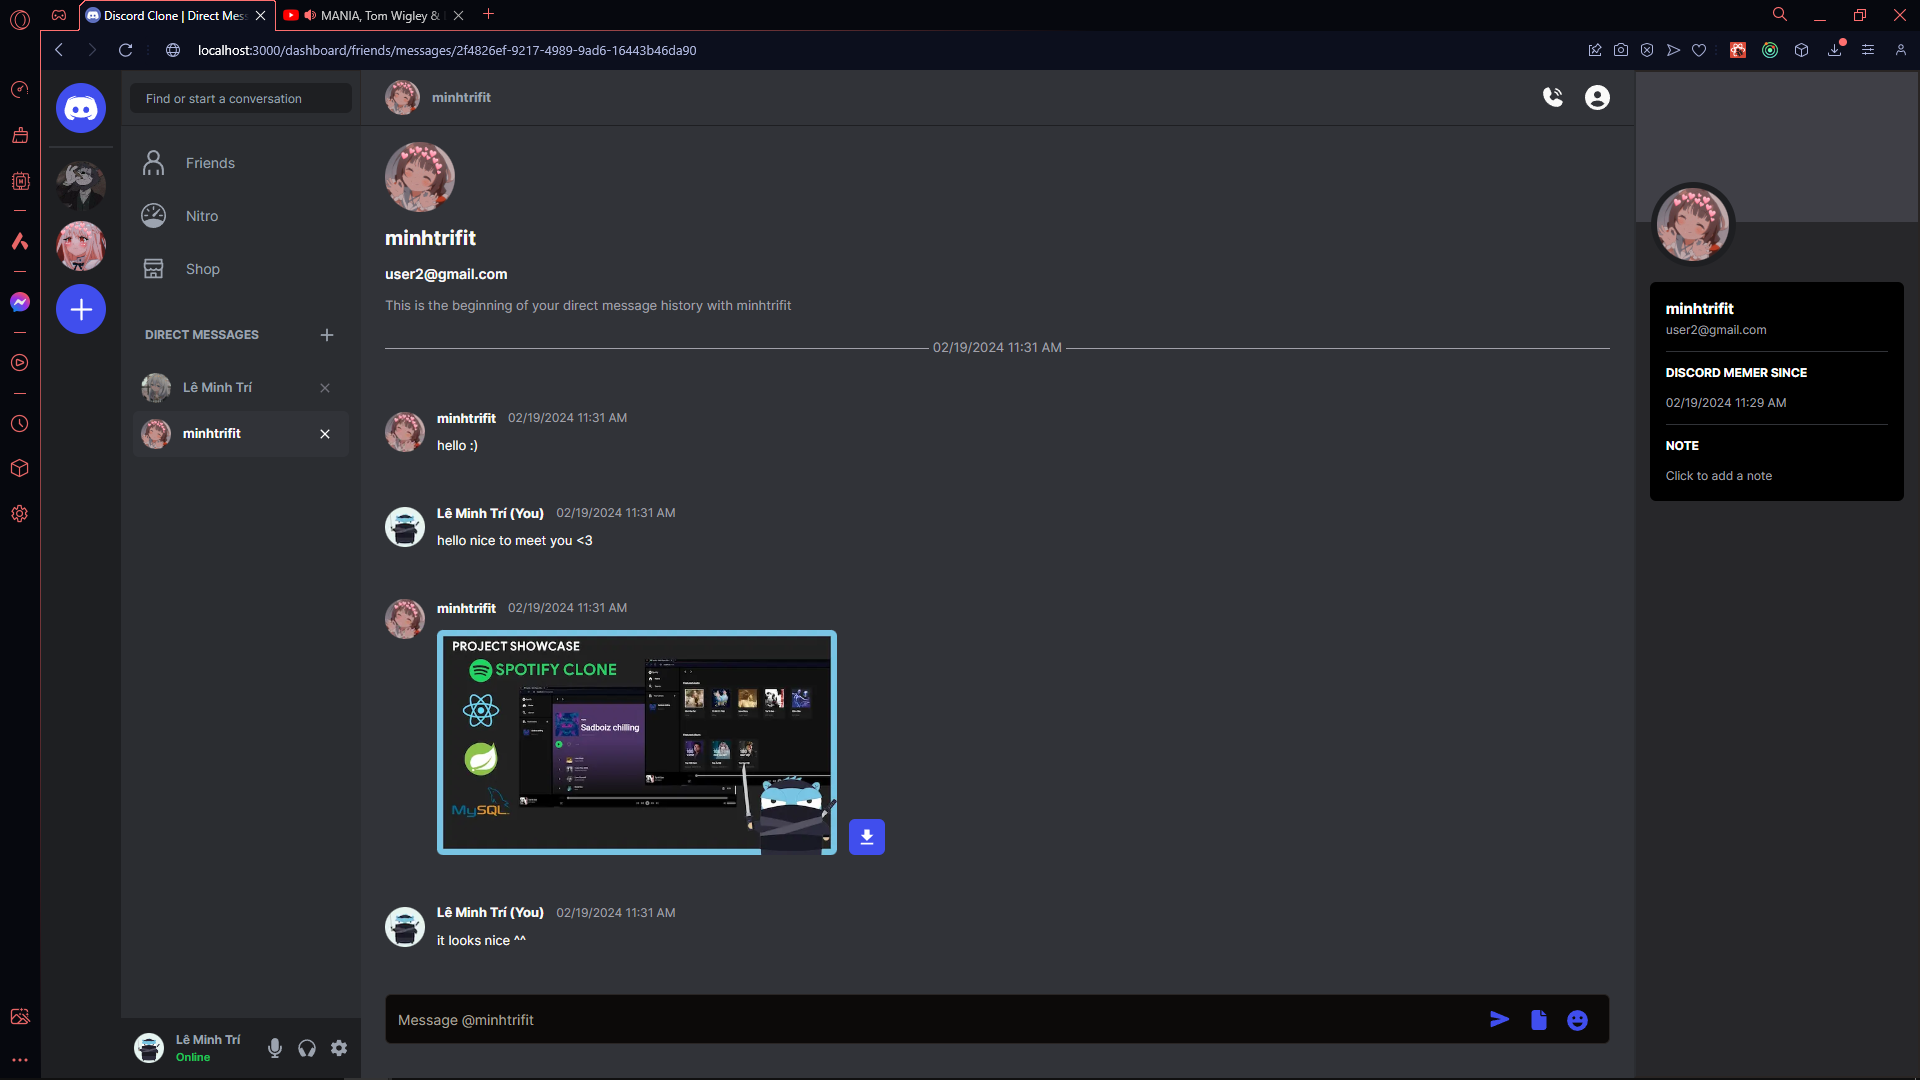 Discord Clone | Direct Mes
MANIA, Tom Wigley &
localhost:3000/dashboard/friends/messages/2f4826ef-9217-4989-9ad6-16443b46da90
Find or start a conversation
Friends
Nitro
Shop
DIRECT MESSAGES
Lê Minh Trí
minhtrifit
Lê Minh Trí
Online
minhtrifit
minhtrifit
user2@gmail.com
This is the beginning of your direct message history with minhtrifit
02/19/2024 11:31 AM
minhtrifit 02/19/2024 11:31 AM
hello :)
Lê Minh Trí (You) 02/19/2024 11:31 AM
hello nice to meet you <3
minhtrifit 02/19/2024 11:31 AM
PROJECT SHOWCASE
SPOTIFY CLONE
Sadboiz chilling
MySQL
Lê Minh Trí (You) 02/19/2024 11:31 AM
it looks nice ^^
Message @minhtrifit
minhtrifit
user2@gmail.com
DISCORD MEMER SINCE
02/19/2024 11:29 AM
NOTE
Click to add a note